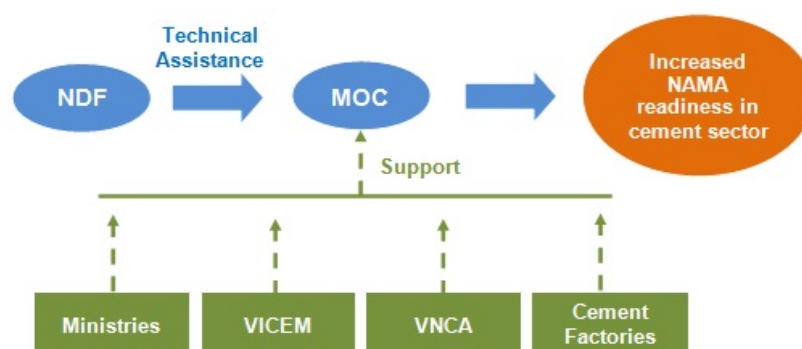 Technical
Assistance
NDF
MOC
Increased
NAMA
readiness in
cement sector
Support
Ministries
VICEM
VNCA
Cement
Factories